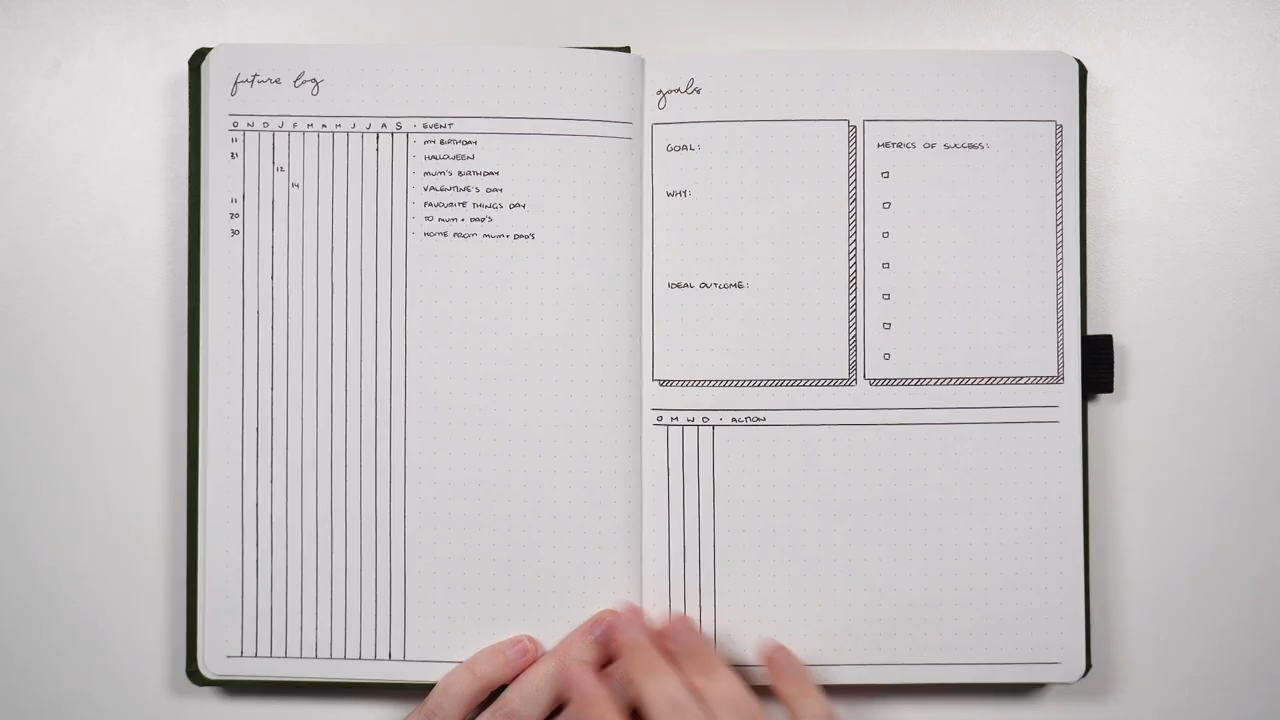 future log
O N D J F M A M J J A S · EVENT
11 · MY BIRTHDAY
31 · HALLOWEEN
12 · MUM'S BIRTHDAY
14 · VALENTINE'S DAY
11 · FAVOURITE THINGS DAY
20 · TO MUM + DAD'S
30 · HOME FROM MUM + DAD'S
goals
GOAL:
WHY:
IDEAL OUTCOME:
METRICS OF SUCCESS:
O M W D · ACTION